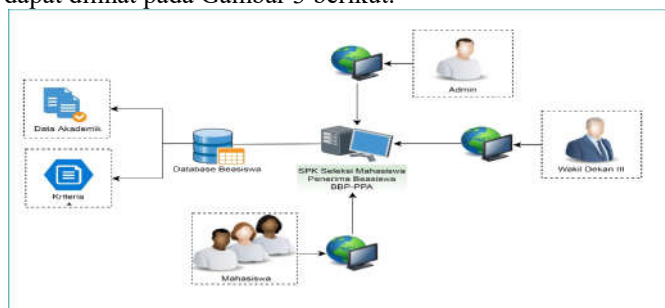 dapat dilihat pada Gambar 3 berikut.
Admin
Data Akademik
Database Beasiswa
SPK Seleksi Mahasiswa
Penerima Beasiswa
BBP-PPA
Wakil Dekan III
Kriteria
Mahasiswa